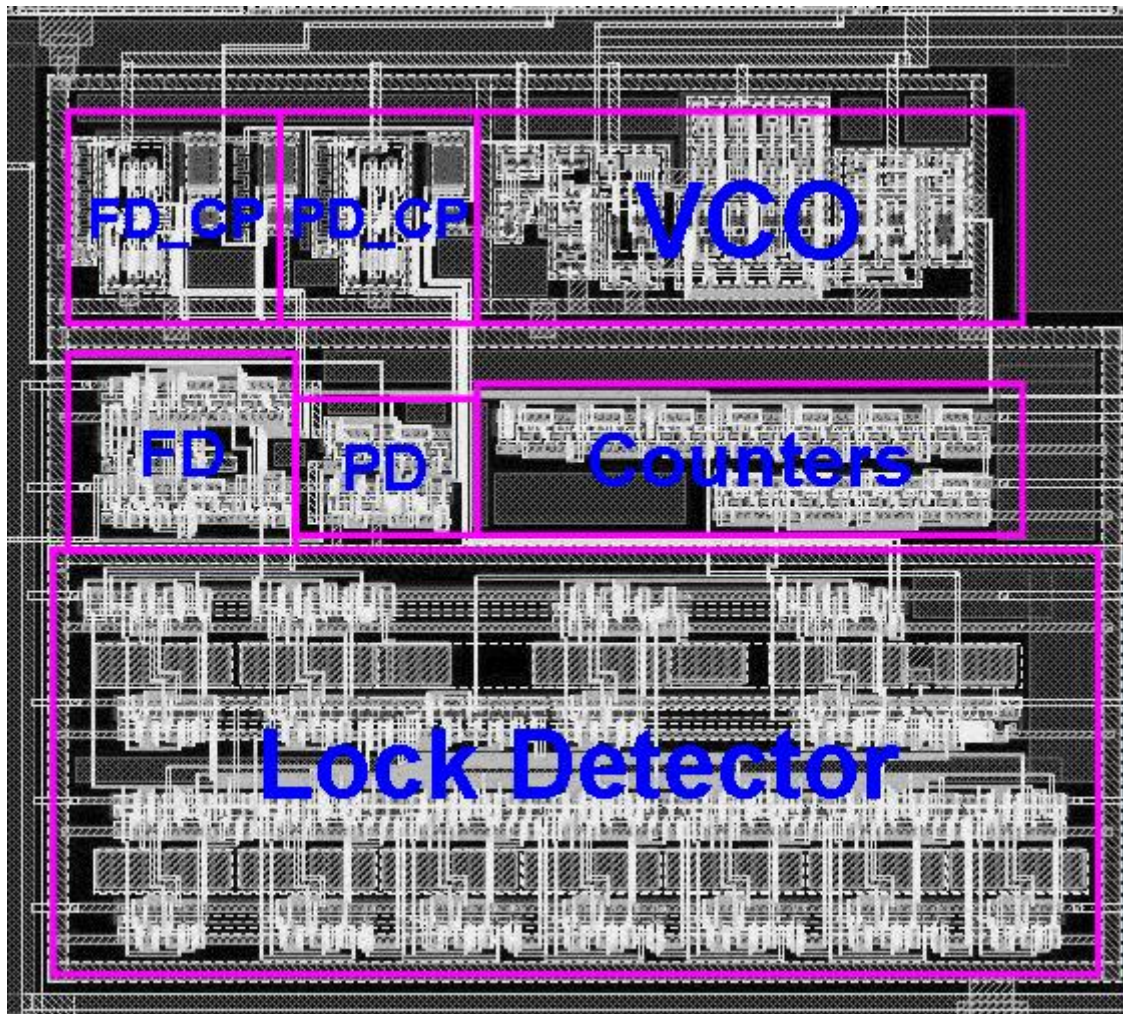 FD_CP
PD_CP
VCO
FD
PD
Counters
Lock Detector